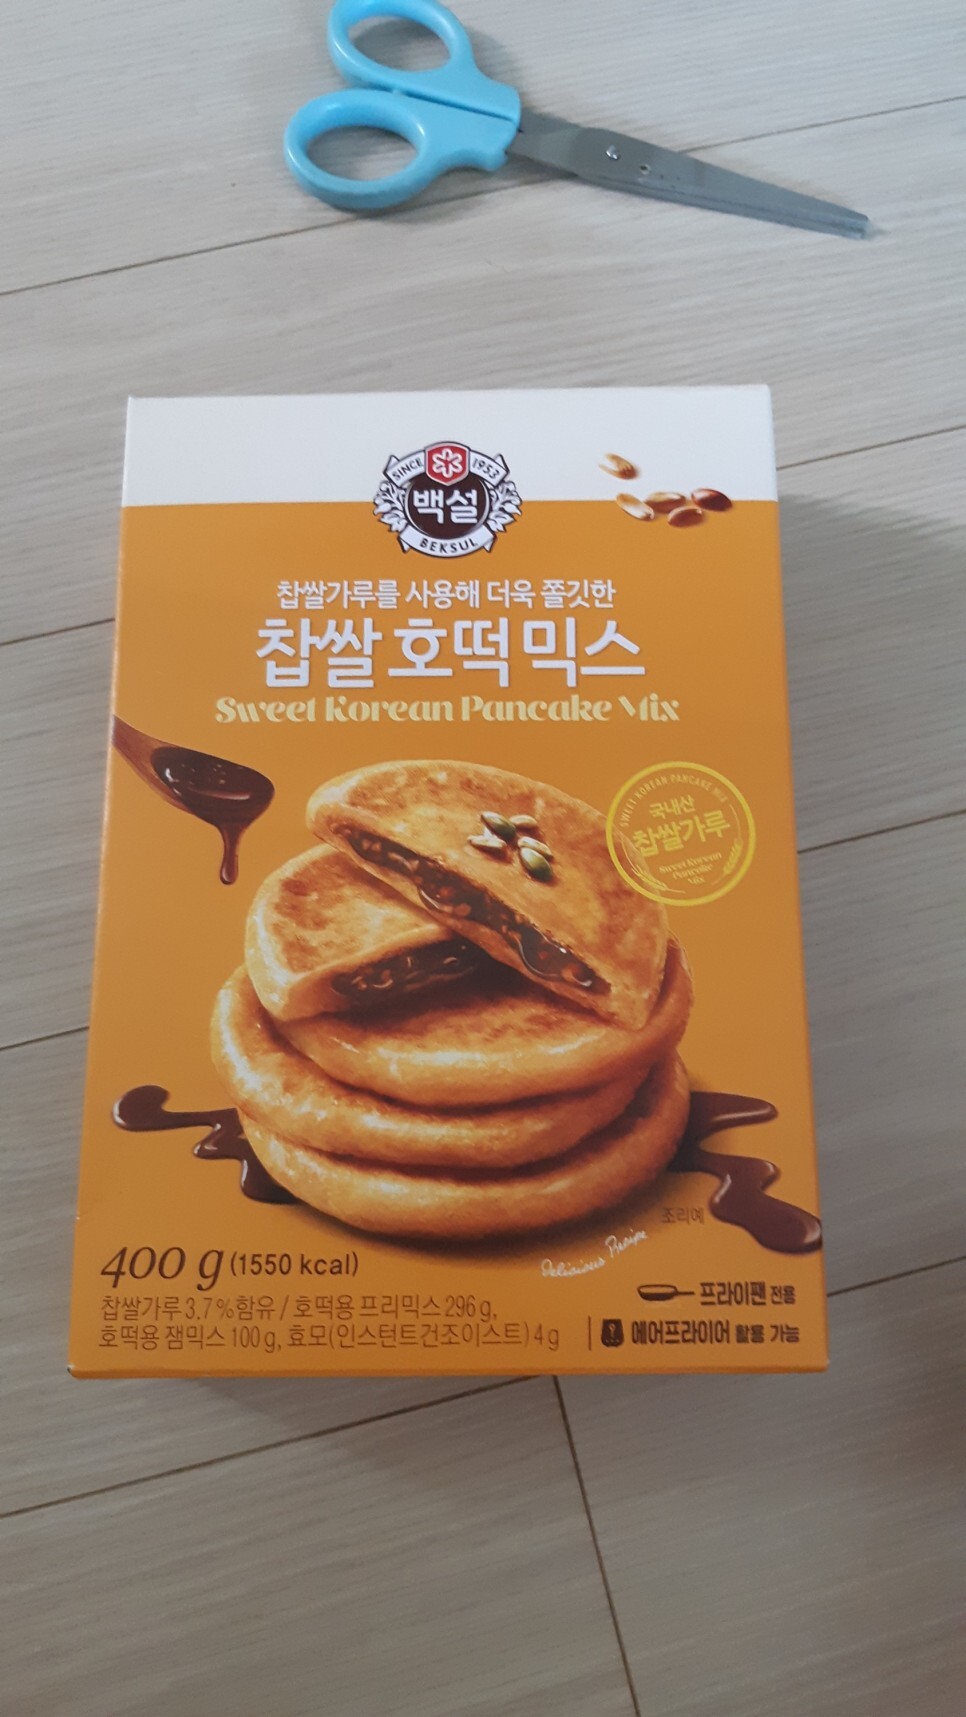 SINCE 1953
백설
BEKSUL
찹쌀가루를 사용해 더욱 쫄깃한
찹쌀호떡믹스
Sweet Korean Pancake Mix
SWEET KOREAN PANCAKE MIX
국내산
찹쌀가루
Sweet Korean
Pancake
Mix
조리예
Delicious Recipe
400 g (1550 kcal)
찹쌀가루 3.7%함유 / 호떡용 프리믹스 296 g,
호떡용 잼믹스 100 g, 효모(인스턴트건조이스트) 4 g
프라이팬 전용
에어프라이어 활용 가능